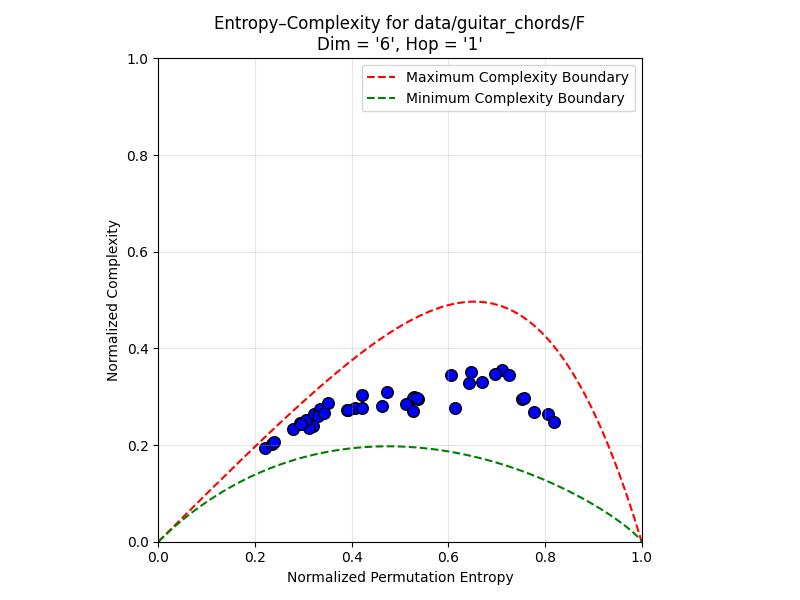 Entropy–Complexity for data/guitar_chords/F
Dim = '6', Hop = '1'
Maximum Complexity Boundary
Minimum Complexity Boundary
Normalized Complexity
1.0
0.8
0.6
0.4
0.2
0.0
0.0 0.2 0.4 0.6 0.8 1.0
Normalized Permutation Entropy